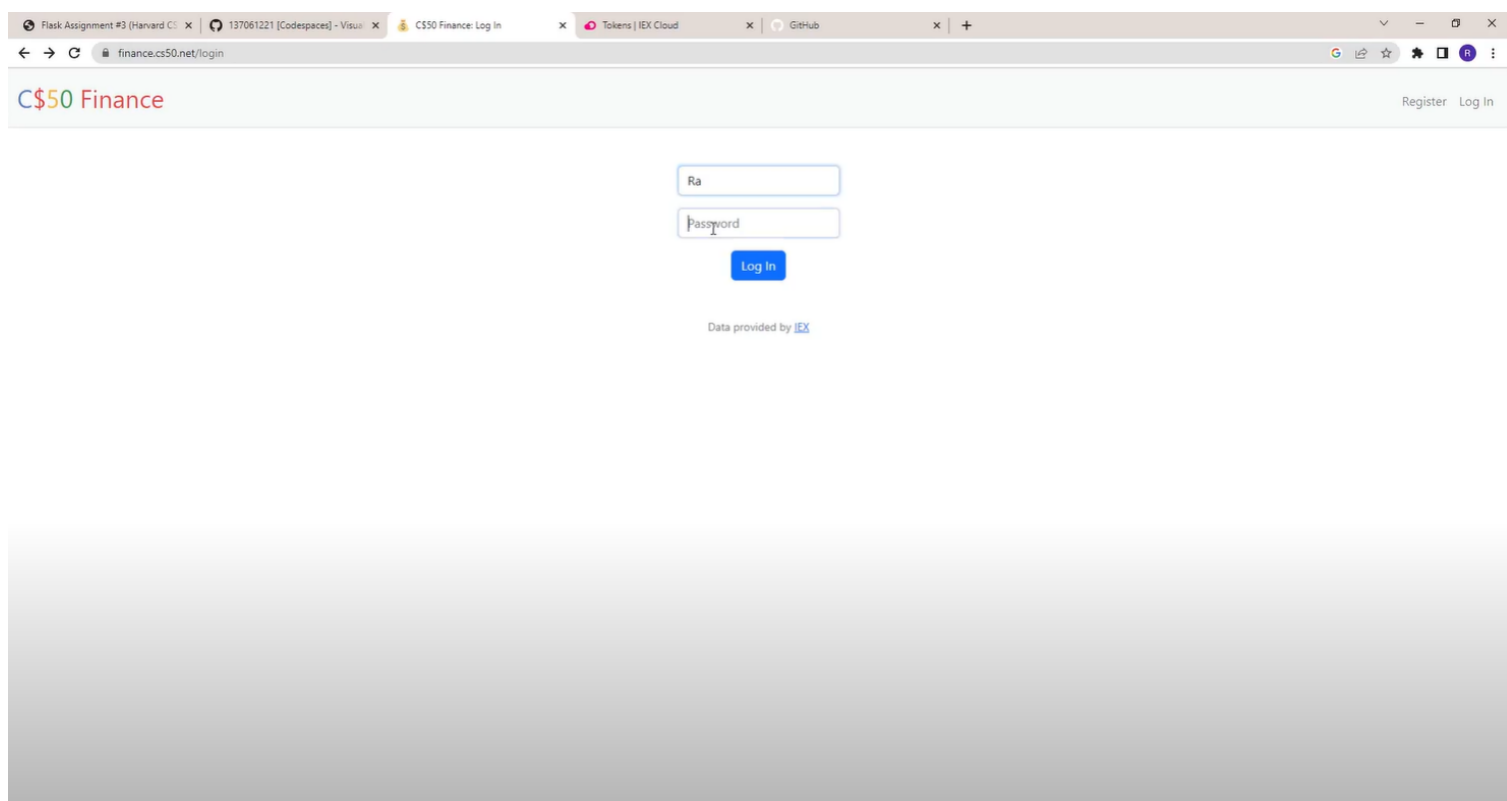 Flask Assignment #3 (Harvard CS
137061221 [Codespaces] - Visual
C$50 Finance: Log In
Tokens | IEX Cloud
GitHub
finance.cs50.net/login
R
C$50 Finance
Register
Log In
Ra
Password
Log In
Data provided by IEX